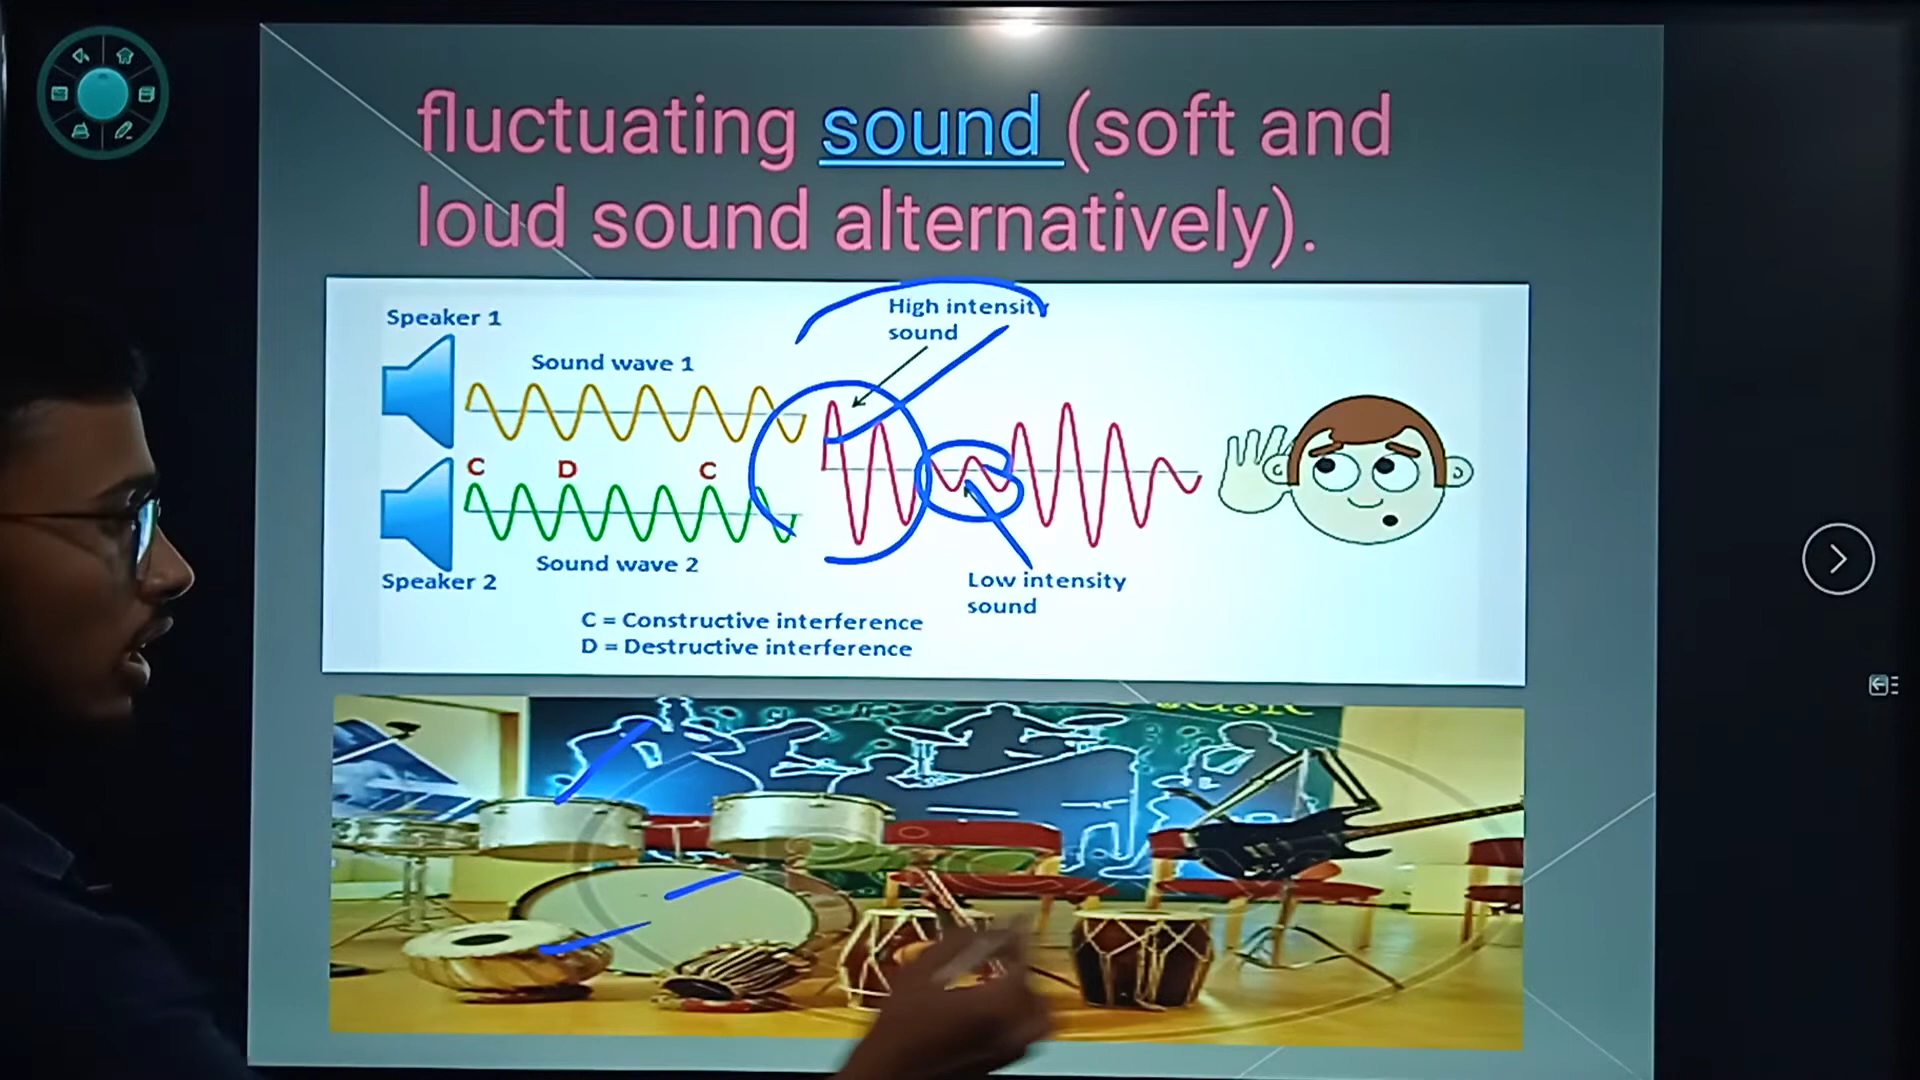 fluctuating sound (soft and
loud sound alternatively).
High intensity
sound
Speaker 1
Sound wave 1
C D C
Sound wave 2
Speaker 2
Low intensity
sound
C = Constructive interference
D = Destructive interference